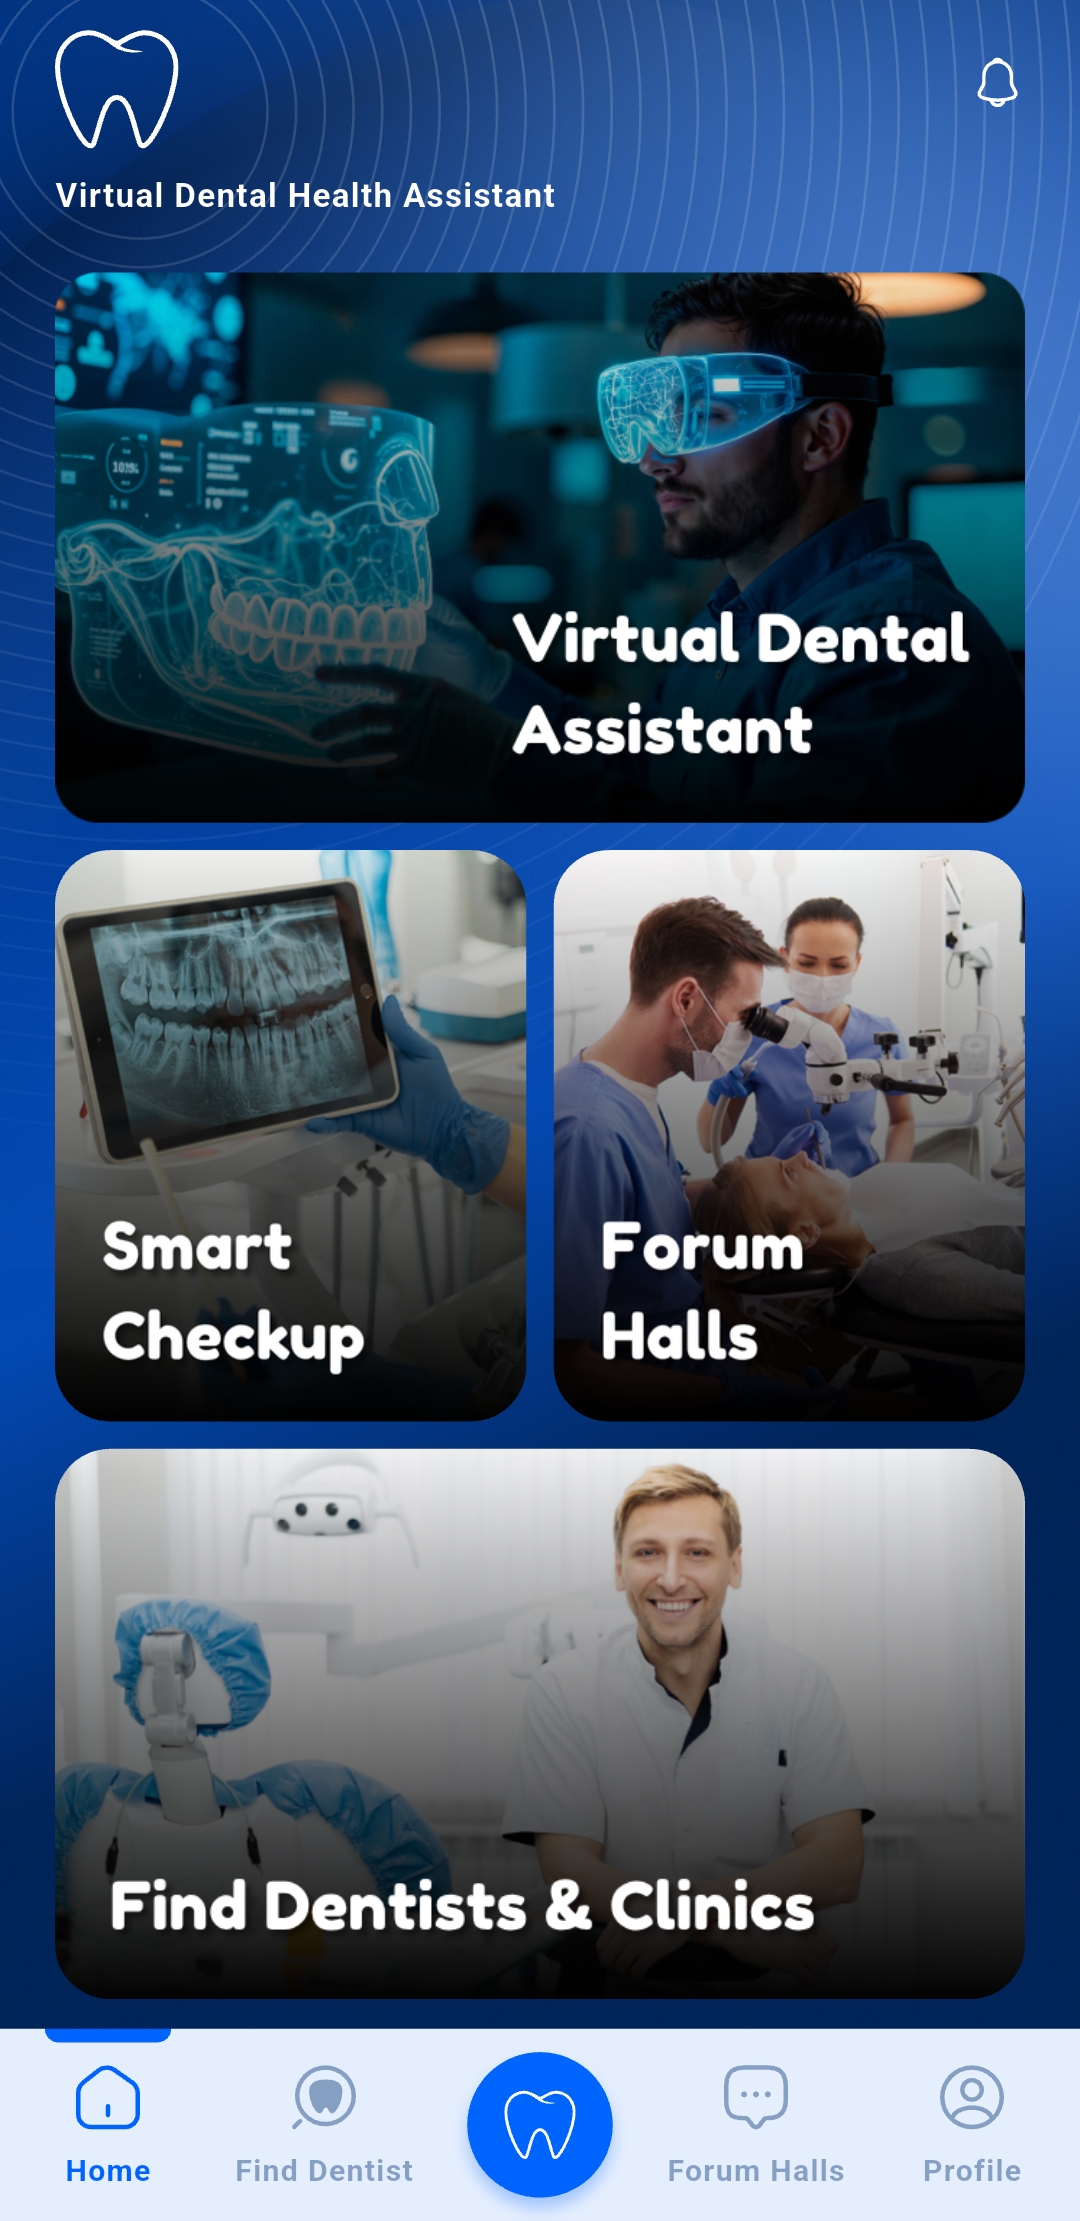 Virtual Dental Health Assistant
Virtual Dental
Assistant
Smart
Checkup
Forum
Halls
Find Dentists & Clinics
Home
Find Dentist
Forum Halls
Profile